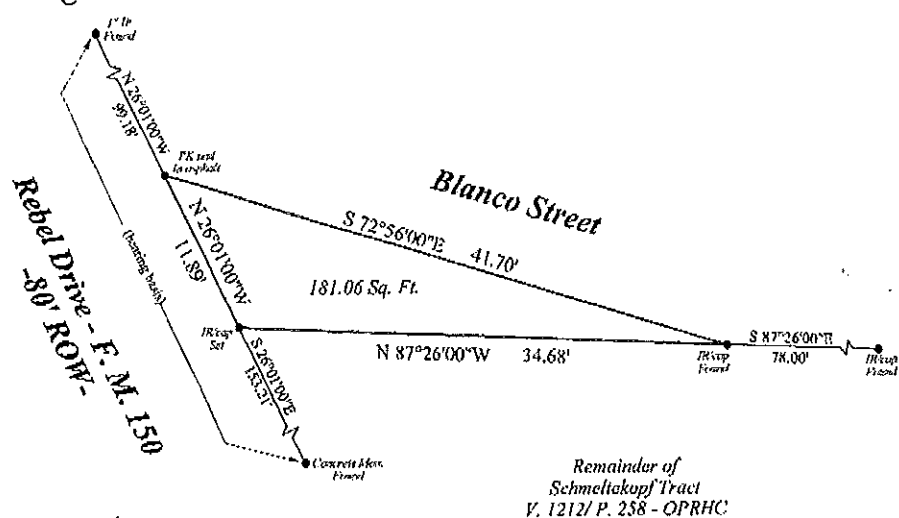 1" IP
Found
N 26°01'00"W
99.18'
PK nail
In asphalt
Blanco Street
S 72°56'00"E
41.70'
N 26°01'00"W
11.89'
181.06 Sq. Ft.
Rebel Drive - F. M. 150
-80' ROW-
(bearing basis)
IR/cap
Set
N 87°26'00"W
34.68'
IR/cap
Found
S 87°26'00"E
78.00'
IR/cap
Found
S 26°01'00"E
153.21'
Concrete Mon.
Found
Remainder of
Schmeltekopf Tract
V. 1212/ P. 258 - OPRHC